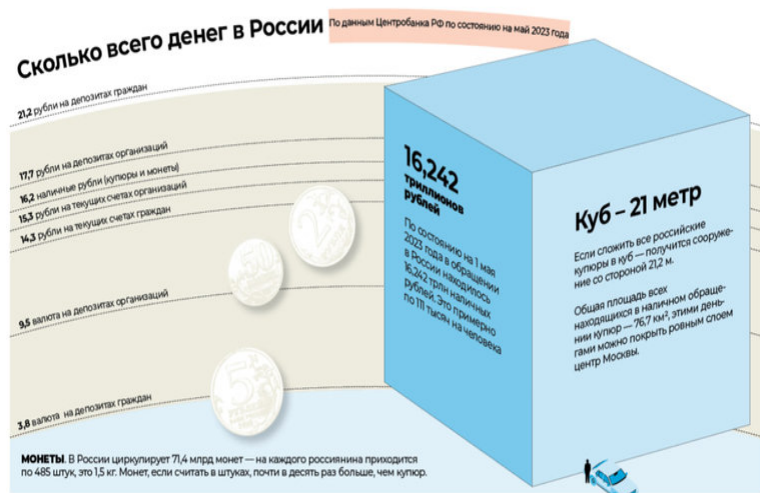 Сколько всего денег в России
По данным Центробанка РФ по состоянию на май 2023 года
21,2 рубли на депозитах граждан
17,7 рубли на депозитах организаций
16,2 наличные рубли (купюры и монеты)
15,3 рубли на текущих счетах организаций
14,3 рубли на текущих счетах граждан
9,5 валюта на депозитах организаций
3,8 валюта на депозитах граждан
2
50
5
16,242
триллионов
рублей
По состоянию на 1 мая
2023 года в обращении
в России находилось
16,242 трлн наличных
рублей. Это примерно
по 111 тысяч на человека
Куб – 21 метр
Если сложить все российские
купюры в куб — получится сооруже-
ние со стороной 21,2 м.
Общая площадь всех
находящихся в наличном обраще-
нии купюр — 76,7 км², этими день-
гами можно покрыть ровным слоем
центр Москвы.
МОНЕТЫ. В России циркулирует 71,4 млрд монет — на каждого россиянина приходится
по 485 штук, это 1,5 кг. Монет, если считать в штуках, почти в десять раз больше, чем купюр.